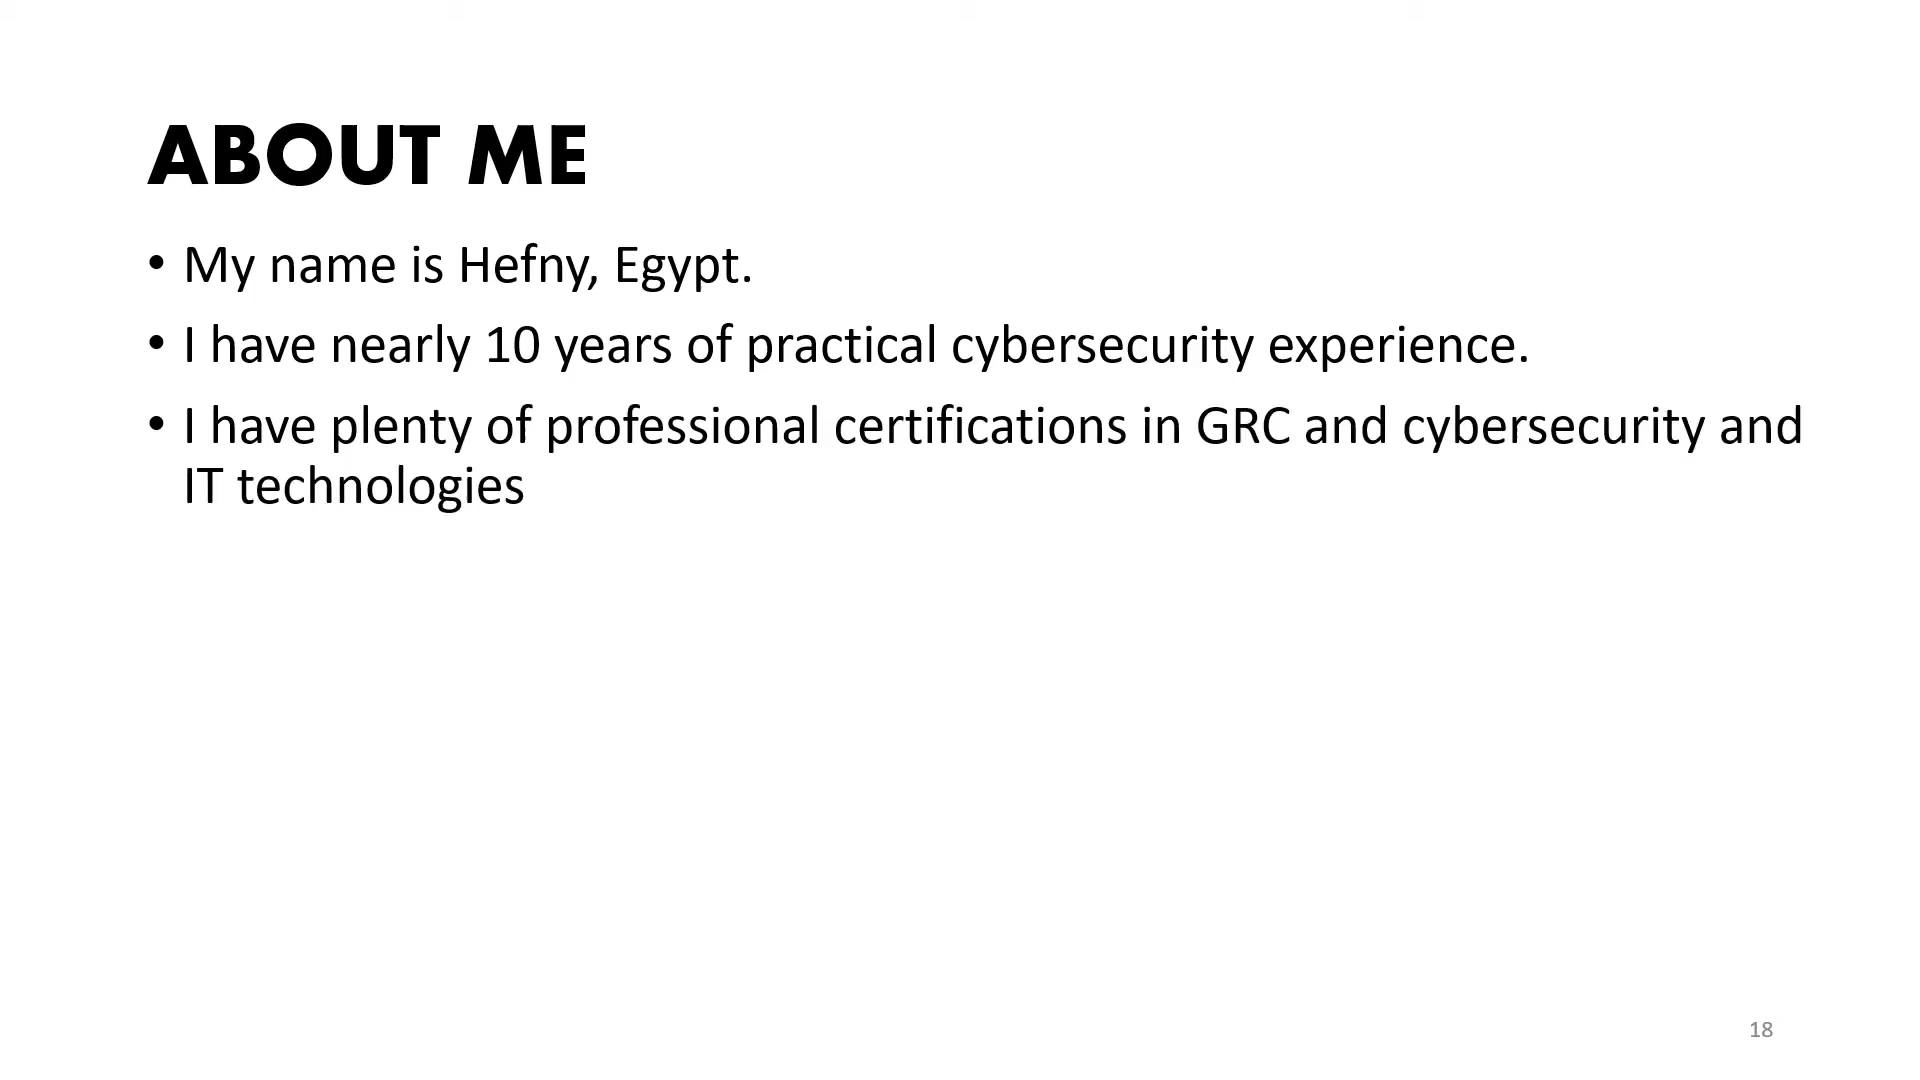 ABOUT ME
• My name is Hefny, Egypt.
• I have nearly 10 years of practical cybersecurity experience.
• I have plenty of professional certifications in GRC and cybersecurity and
IT technologies
18